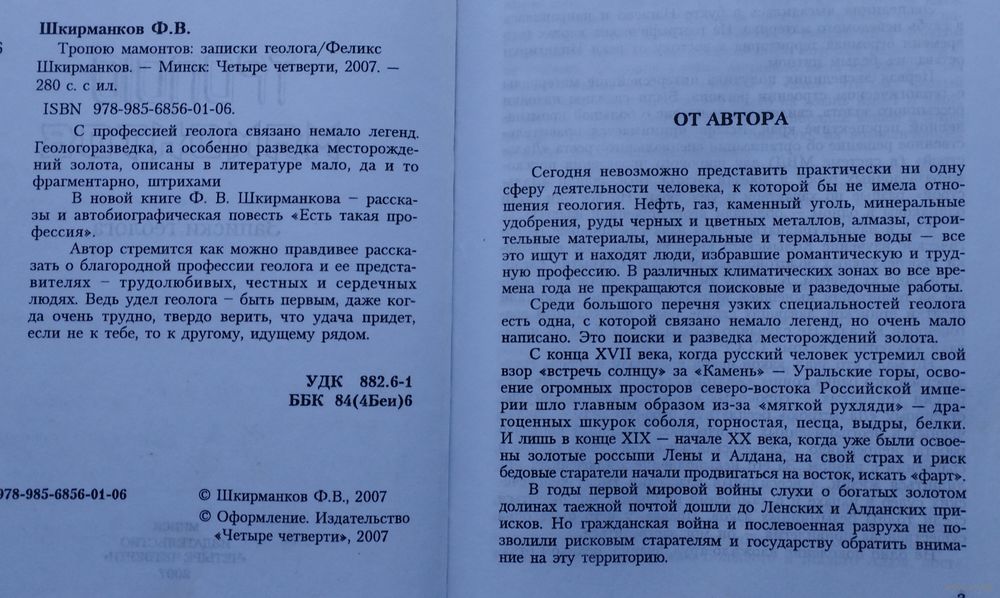 Шкирманков Ф.В.
Тропою мамонтов: записки геолога/Феликс
Шкирманков. — Минск: Четыре четверти, 2007. —
280 с. с ил.
ISBN 978-985-6856-01-06.
С профессией геолога связано немало легенд.
Геологоразведка, а особенно разведка месторожде-
ний золота, описаны в литературе мало, да и то
фрагментарно, штрихами
В новой книге Ф. В. Шкирманкова – расска-
зы и автобиографическая повесть «Есть такая про-
фессия».
Автор стремится как можно правдивее расска-
зать о благородной профессии геолога и ее предста-
вителях – трудолюбивых, честных и сердечных
людях. Ведь удел геолога – быть первым, даже ког-
да очень трудно, твердо верить, что удача придет,
если не к тебе, то к другому, идущему рядом.
УДК 882.6-1
ББК 84(4Беи)6
978-985-6856-01-06
© Шкирманков Ф.В., 2007
© Оформление. Издательство
«Четыре четверти», 2007
ОТ АВТОРА
Сегодня невозможно представить практически ни одну
сферу деятельности человека, к которой бы не имела отно-
шения геология. Нефть, газ, каменный уголь, минеральные
удобрения, руды черных и цветных металлов, алмазы, строи-
тельные материалы, минеральные и термальные воды — все
это ищут и находят люди, избравшие романтическую и труд-
ную профессию. В различных климатических зонах во все вре-
мена года не прекращаются поисковые и разведочные работы.
Среди большого перечня узких специальностей геолога
есть одна, с которой связано немало легенд, но очень мало
написано. Это поиски и разведка месторождений золота.
С конца XVII века, когда русский человек устремил свой
взор «встречь солнцу» за «Камень» — Уральские горы, осво-
ение огромных просторов северо-востока Российской импе-
рии шло главным образом из-за «мягкой рухляди» — дра-
гоценных шкурок соболя, горностая, песца, выдры, белки.
И лишь в конце XIX — начале XX века, когда уже были освое-
ны золотые россыпи Лены и Алдана, на свой страх и риск
бедовые старатели начали продвигаться на восток, искать «фарт».
В годы первой мировой войны слухи о богатых золотом
долинах таежной почтой дошли до Ленских и Алданских при-
исков. Но гражданская война и послевоенная разруха не по-
зволили рисковым старателям и государству обратить внима-
ние на эту территорию.